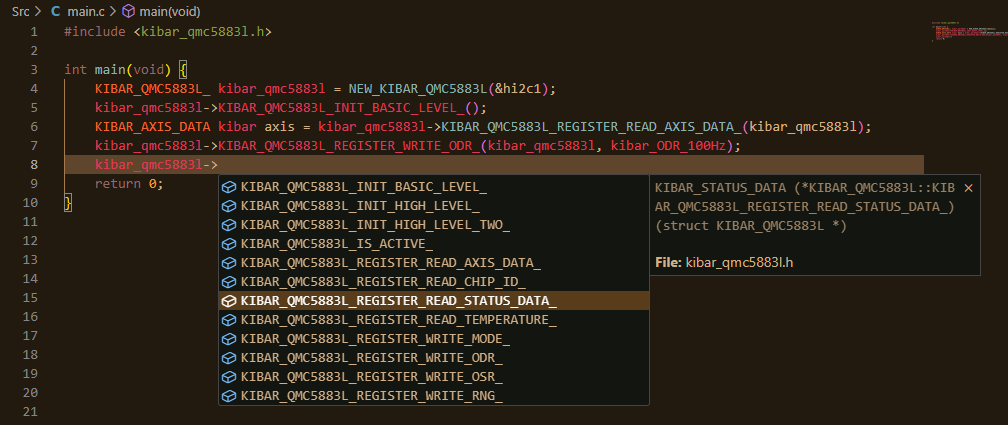 Src > C main.c > main(void)
1 #include <kibar_qmc5883l.h>
2
3 int main(void) {
4 KIBAR_QMC5883L_ kibar_qmc5883l = NEW_KIBAR_QMC5883L(&hi2c1);
5 kibar_qmc5883l->KIBAR_QMC5883L_INIT_BASIC_LEVEL_();
6 KIBAR_AXIS_DATA kibar axis = kibar_qmc5883l->KIBAR_QMC5883L_REGISTER_READ_AXIS_DATA_(kibar_qmc5883l);
7 kibar_qmc5883l->KIBAR_QMC5883L_REGISTER_WRITE_ODR_(kibar_qmc5883l, kibar_ODR_100Hz);
8 kibar_qmc5883l->
9 return 0;
10 }
11
12
13
14
15
16
17
18
19
20
21
KIBAR_QMC5883L_INIT_BASIC_LEVEL_
KIBAR_QMC5883L_INIT_HIGH_LEVEL_
KIBAR_QMC5883L_INIT_HIGH_LEVEL_TWO_
KIBAR_QMC5883L_IS_ACTIVE_
KIBAR_QMC5883L_REGISTER_READ_AXIS_DATA_
KIBAR_QMC5883L_REGISTER_READ_CHIP_ID_
KIBAR_QMC5883L_REGISTER_READ_STATUS_DATA_
KIBAR_QMC5883L_REGISTER_READ_TEMPERATURE_
KIBAR_QMC5883L_REGISTER_WRITE_MODE_
KIBAR_QMC5883L_REGISTER_WRITE_ODR_
KIBAR_QMC5883L_REGISTER_WRITE_OSR_
KIBAR_QMC5883L_REGISTER_WRITE_RNG_
KIBAR_STATUS_DATA (*KIBAR_QMC5883L::KIB
AR_QMC5883L_REGISTER_READ_STATUS_DATA_)
(struct KIBAR_QMC5883L *)
File: kibar_qmc5883l.h